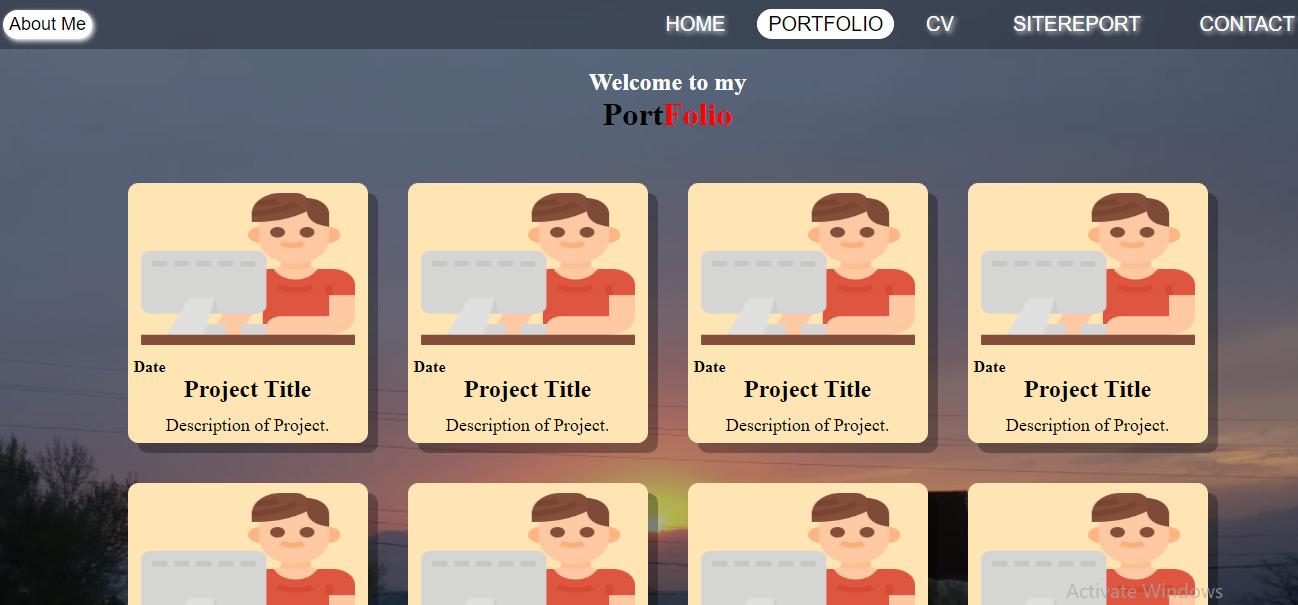 About Me
HOME PORTFOLIO CV SITEREPORT CONTACT
Welcome to my
PortFolio
Date
Project Title
Description of Project.
Date
Project Title
Description of Project.
Date
Project Title
Description of Project.
Date
Project Title
Description of Project.
Activate Windows